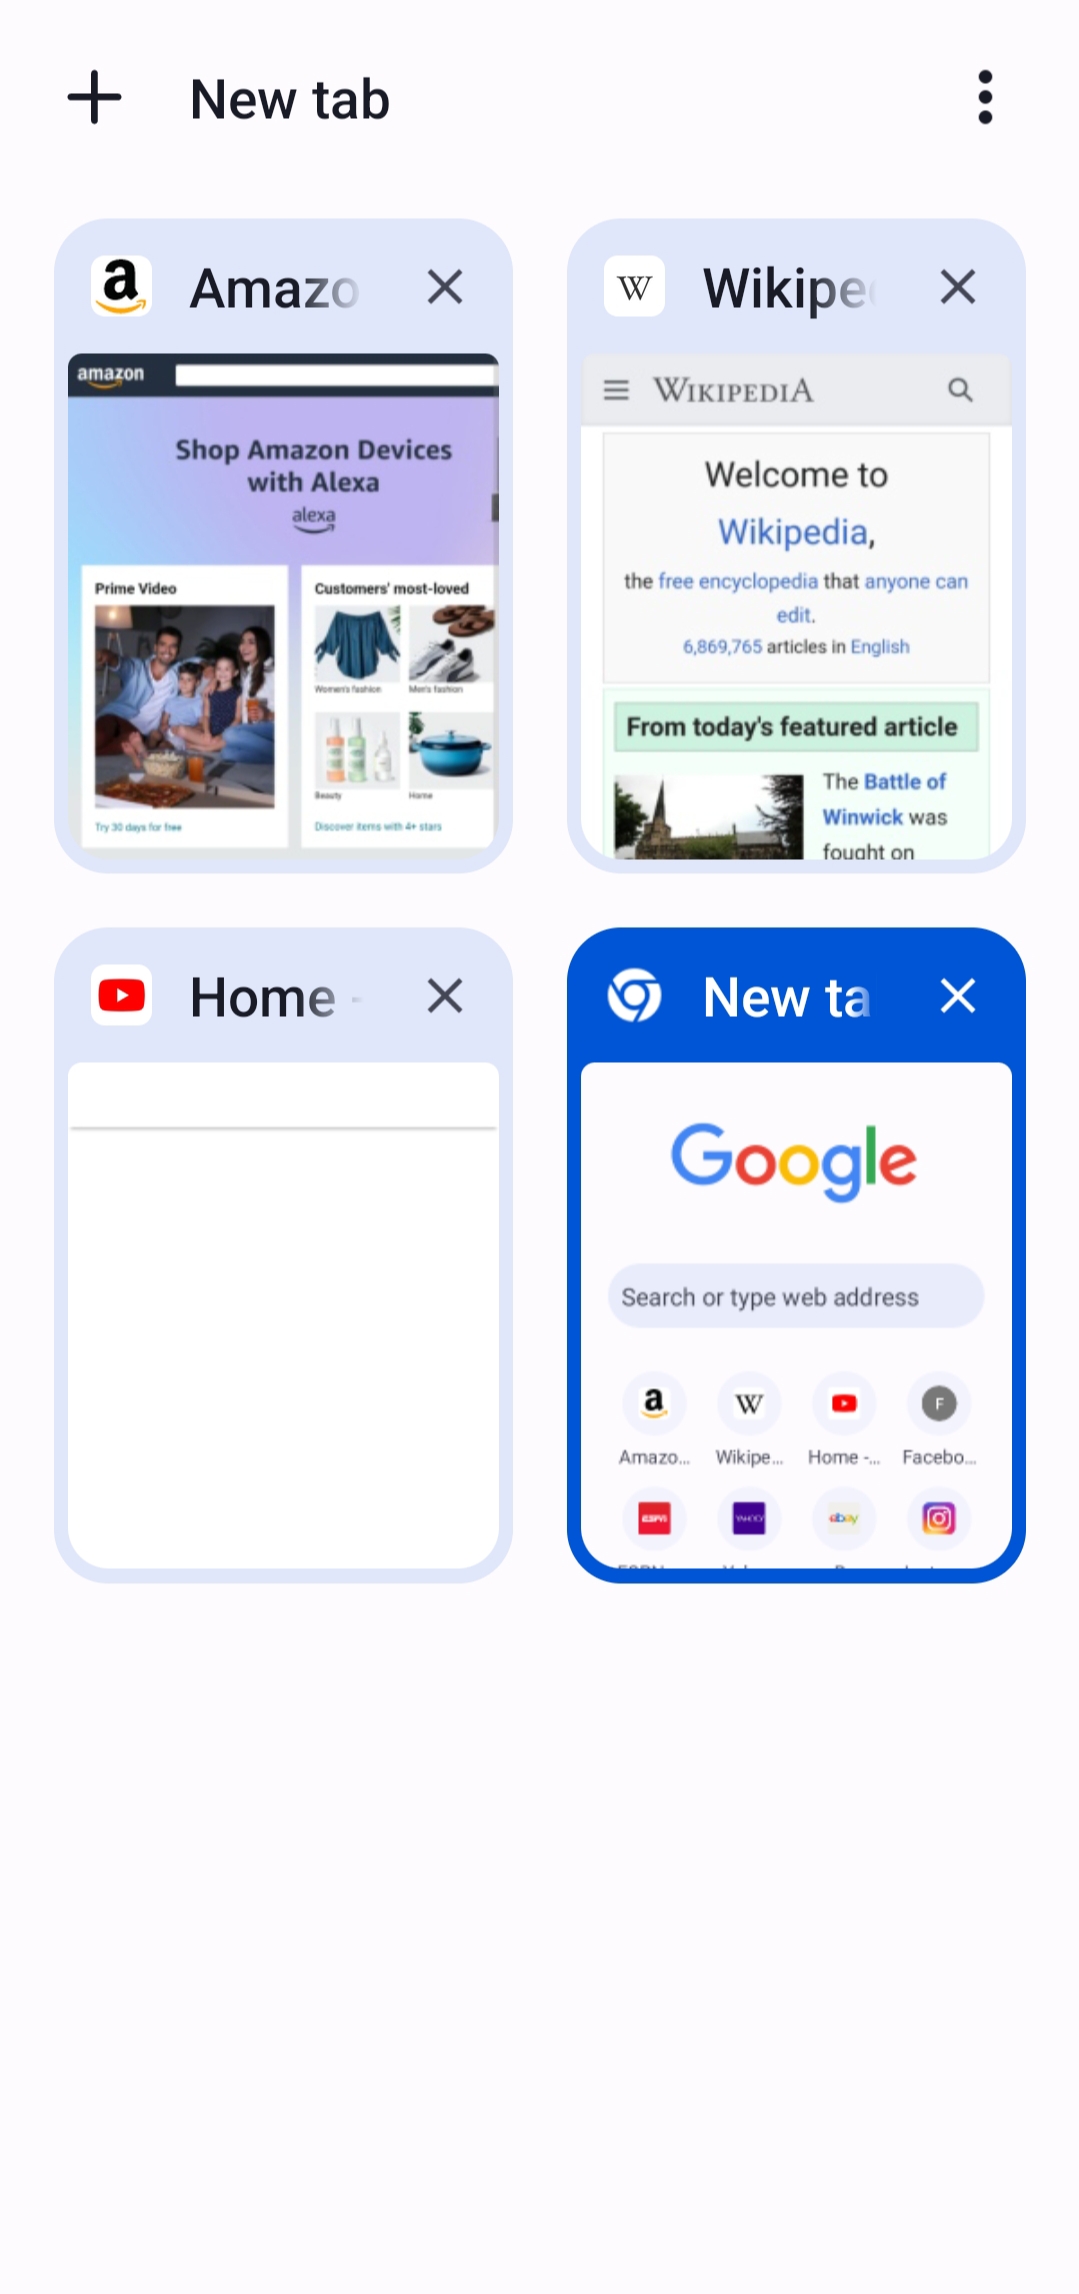 New tab
Amazo
Wikipe
amazon
Shop Amazon Devices
with Alexa
alexa
Prime Video
Customers' most-loved
Women's fashion
Men's fashion
Beauty
Home
Try 30 days for free
Discover items with 4+ stars
WIKIPEDIA
Welcome to
Wikipedia,
the free encyclopedia that anyone can
edit.
6,869,765 articles in English
From today's featured article
The Battle of
Winwick was
fought on
Home -
New ta
Google
Search or type web address
Amazo...
Wikipe...
Home -...
Facebo...
ESPN
YAHOO!
ebay